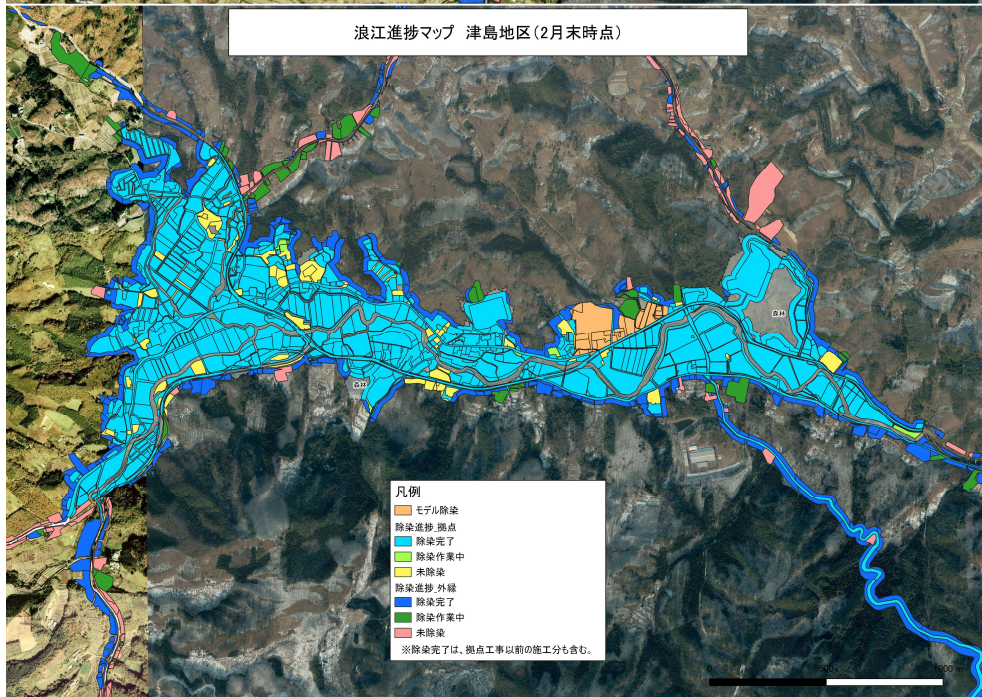 浪江進捗マップ 津島地区(2月末時点)
森林
森林
凡例
モデル除染
除染進捗_拠点
除染完了
除染作業中
未除染
除染進捗_外縁
除染完了
除染作業中
未除染
※除染完了は、拠点工事以前の施工分も含む。
0